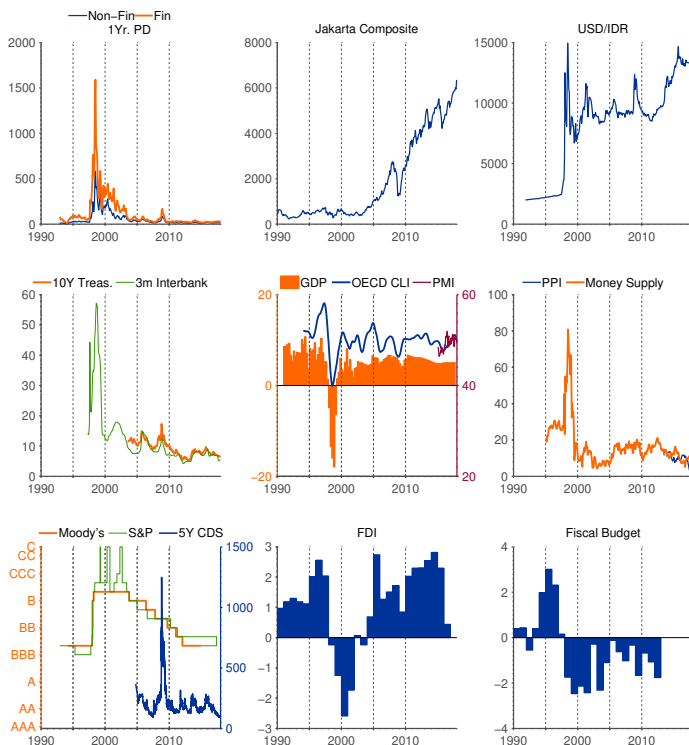 Non-Fin Fin
1Yr. PD
Jakarta Composite
USD/IDR
2000
1500
1000
500
0
1990 2000 2010
8000
6000
4000
2000
0
1990 2000 2010
15000
10000
5000
0
1990 2000 2010
10Y Treas. 3m Interbank
GDP OECD CLI PMI
PPI Money Supply
60
50
40
30
20
10
0
1990 2000 2010
20
0
−20
60
40
20
1990 2000 2010
100
80
60
40
20
0
1990 2000 2010
Moody's S&P 5Y CDS
FDI
Fiscal Budget
C
CC
CCC
B
BB
BBB
A
AA
AAA
1500
1000
500
0
1990 2000 2010
3
2
1
0
−1
−2
−3
1990 2000 2010
4
2
0
−2
−4
1990 2000 2010